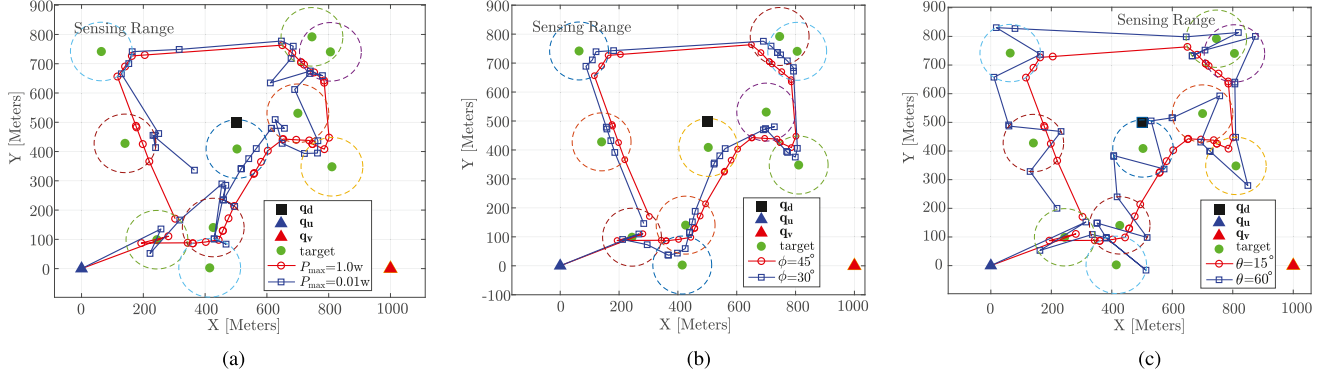 Sensing Range
900
800
700
600
500
400
300
200
100
0
0 200 400 600 800 1000
X [Meters]
Y [Meters]
q_d
q_u
q_v
target
P_max=1.0w
P_max=0.01w
(a)
Sensing Range
900
800
700
600
500
400
300
200
100
0
-100
0 200 400 600 800 1000
X [Meters]
Y [Meters]
q_d
q_u
q_v
target
ϕ=45°
ϕ=30°
(b)
Sensing Range
900
800
700
600
500
400
300
200
100
0
0 200 400 600 800 1000
X [Meters]
Y [Meters]
q_d
q_u
q_v
target
θ=15°
θ=60°
(c)